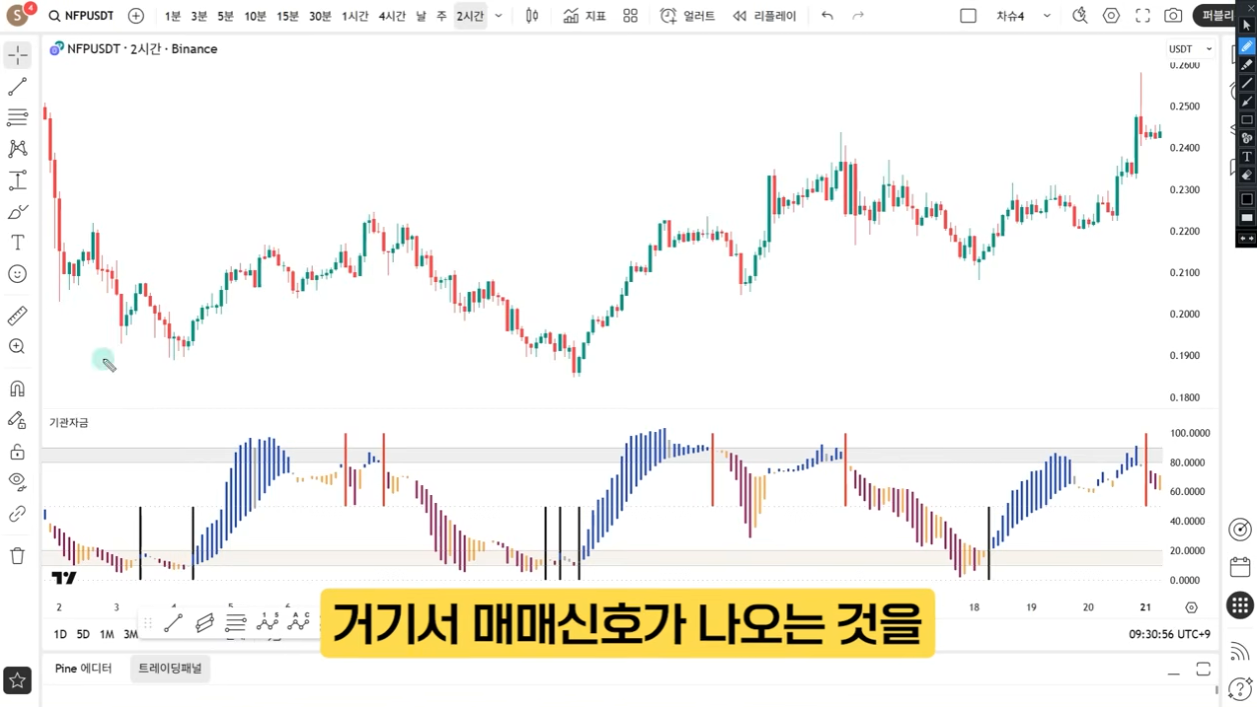 S 4 NFPUSDT 1분 3분 5분 10분 15분 30분 1시간 4시간 날 주 2시간 지표 얼러트 리플레이 차슈4 퍼블리
NFPUSDT · 2시간 · Binance
USDT
0.2600
0.2500
0.2400
0.2300
0.2200
0.2100
0.2000
0.1900
0.1800
기관자금
100.0000
80.0000
60.0000
40.0000
20.0000
0.0000
2 3 18 19 20 21
1D 5D 1M 3M
거기서 매매신호가 나오는 것을
09:30:56 UTC+9
Pine 에디터 트레이딩패널